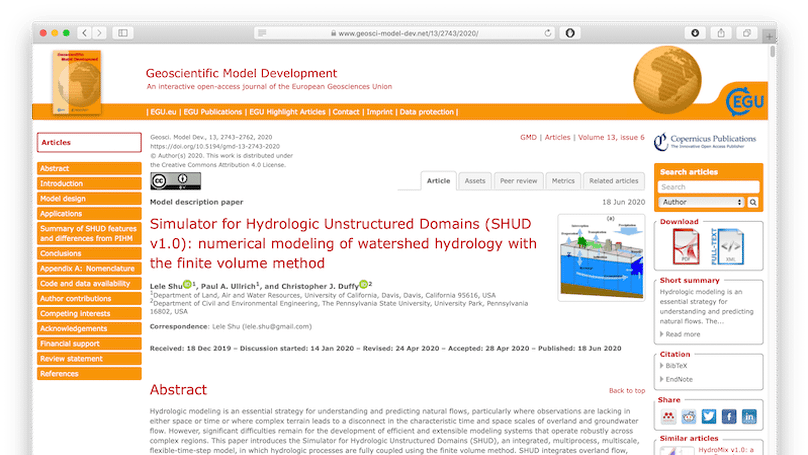 www.geosci-model-dev.net/13/2743/2020/
Geoscientific Model Development
An interactive open-access journal of the European Geosciences Union
EGU
| EGU.eu | EGU Publications | EGU Highlight Articles | Contact | Imprint | Data protection |
Articles
Abstract
Introduction
Model design
Applications
Summary of SHUD features
and differences from PIHM
Conclusions
Appendix A: Nomenclature
Code and data availability
Author contributions
Competing interests
Acknowledgements
Financial support
Review statement
References
Geosci. Model Dev., 13, 2743–2762, 2020
https://doi.org/10.5194/gmd-13-2743-2020
© Author(s) 2020. This work is distributed under
the Creative Commons Attribution 4.0 License.
GMD | Articles | Volume 13, issue 6
Article
Assets
Peer review
Metrics
Related articles
Model description paper
18 Jun 2020
Simulator for Hydrologic Unstructured Domains (SHUD
v1.0): numerical modeling of watershed hydrology with
the finite volume method
Lele Shu 1, Paul A. Ullrich1, and Christopher J. Duffy 2
1Department of Land, Air and Water Resources, University of California, Davis, Davis, California 95616, USA
2Department of Civil and Environmental Engineering, The Pennsylvania State University, University Park, Pennsylvania
16802, USA
Correspondence: Lele Shu (lele.shu@gmail.com)
Received: 18 Dec 2019 – Discussion started: 14 Jan 2020 – Revised: 24 Apr 2020 – Accepted: 28 Apr 2020 – Published: 18 Jun 2020
Abstract
Back to top
Hydrologic modeling is an essential strategy for understanding and predicting natural flows, particularly where observations are lacking in
either space or time or where complex terrain leads to a disconnect in the characteristic time and space scales of overland and groundwater
flow. However, significant difficulties remain for the development of efficient and extensible modeling systems that operate robustly across
complex regions. This paper introduces the Simulator for Hydrologic Unstructured Domains (SHUD), an integrated, multiprocess, multiscale,
flexible-time-step model, in which hydrologic processes are fully coupled using the finite volume method. SHUD integrates overland flow,
Copernicus Publications
The Innovative Open Access Publisher
Search articles
Search
Author
Download
PDF
FULL-TEXT
XML
Short summary
Hydrologic modeling is an
essential strategy for
understanding and predicting
natural flows. The...
Read more
Citation
BibTeX
EndNote
Share
Similar articles
HydroMix v1.0: a